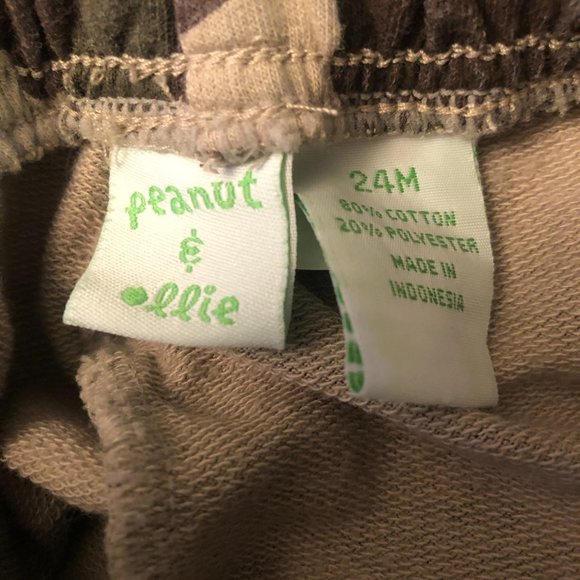 peanut
&
ollie
24M
80% COTTON
20% POLYESTER
MADE IN
INDONESIA